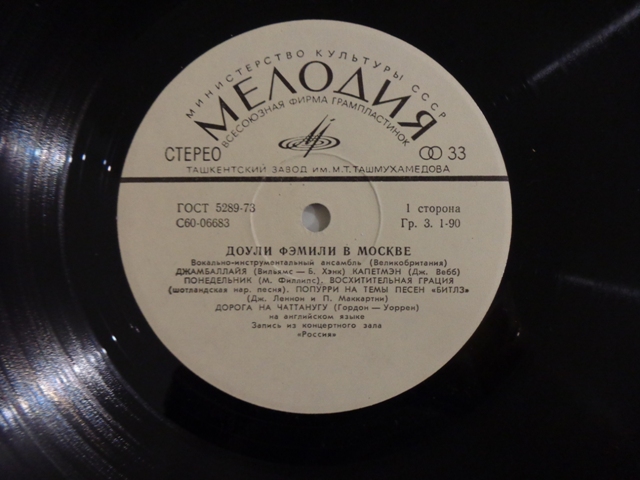 МИНИСТЕРСТВО КУЛЬТУРЫ СССР
МЕЛОДИЯ
ВСЕСОЮЗНАЯ ФИРМА ГРАМПЛАСТИНОК
СТЕРЕО 33
ТАШКЕНТСКИЙ ЗАВОД ИМ. М.Т. ТАШМУХАМЕДОВА
ГОСТ 5289-73 1 сторона
С60-06683 Гр. 3. 1-90
ДОУЛИ ФЭМИЛИ В МОСКВЕ
Вокально-инструментальный ансамбль (Великобритания)
ДЖАМБАЛЛАЙЯ (Вильямс — Б. Хэнк) КАПЕТМЭН (Дж. Вебб)
ПОНЕДЕЛЬНИК (М. Филлипс). ВОСХИТИТЕЛЬНАЯ ГРАЦИЯ
(шотландская нар. песня). ПОПУРРИ НА ТЕМЫ ПЕСЕН «БИТЛЗ»
(Дж. Леннон и П. Маккартни)
ДОРОГА НА ЧАТТАНУГУ (Гордон — Уоррен)
на английском языке
Запись из концертного зала
«Россия»